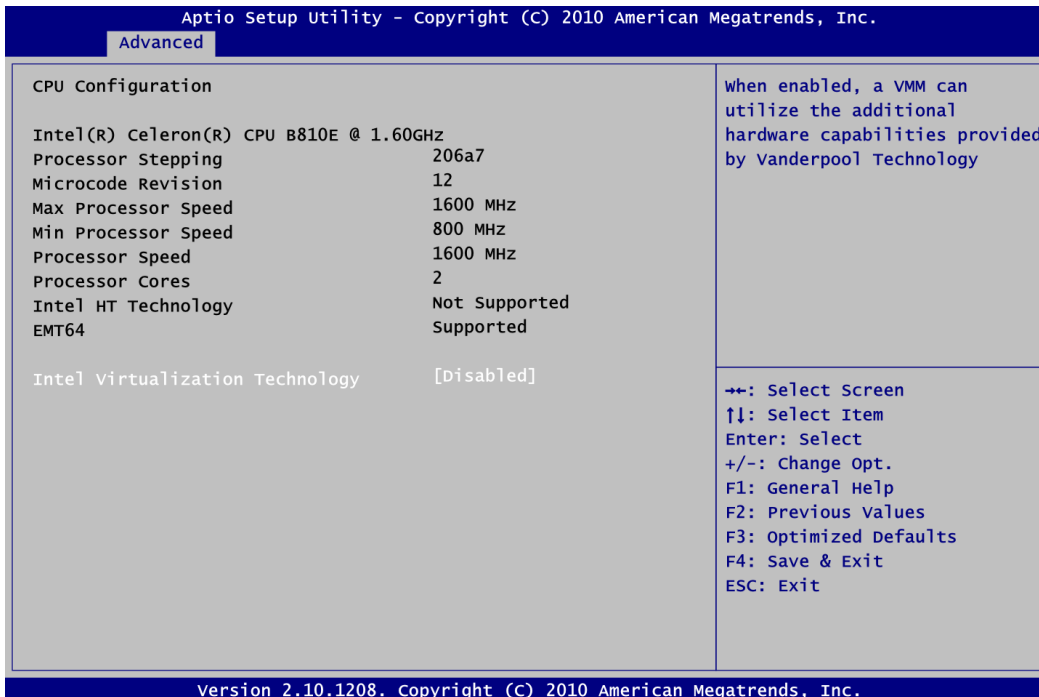 Aptio Setup Utility - Copyright (C) 2010 American Megatrends, Inc.
Advanced
CPU Configuration
Intel(R) Celeron(R) CPU B810E @ 1.60GHz
Processor Stepping 206a7
Microcode Revision 12
Max Processor Speed 1600 MHz
Min Processor Speed 800 MHz
Processor Speed 1600 MHz
Processor Cores 2
Intel HT Technology Not Supported
EMT64 Supported
Intel Virtualization Technology [Disabled]
When enabled, a VMM can
utilize the additional
hardware capabilities provided
by Vanderpool Technology
→←: Select Screen
↑↓: Select Item
Enter: Select
+/-: Change Opt.
F1: General Help
F2: Previous Values
F3: Optimized Defaults
F4: Save & Exit
ESC: Exit
Version 2.10.1208. Copyright (C) 2010 American Megatrends, Inc.